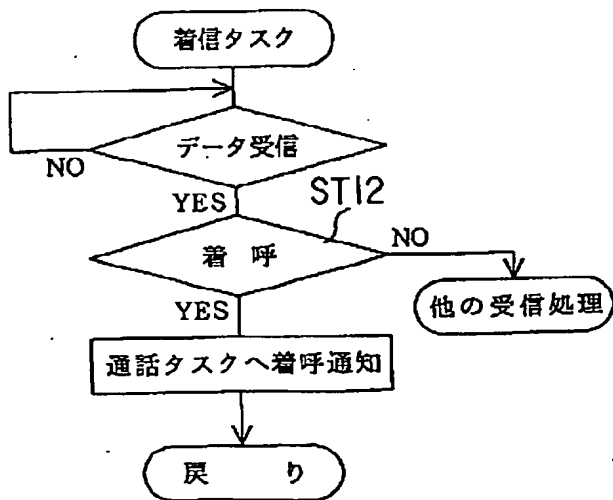 着信タスク
データ受信
NO
YES
ST12
着 呼
NO
YES
他の受信処理
通話タスクへ着呼通知
戻 り